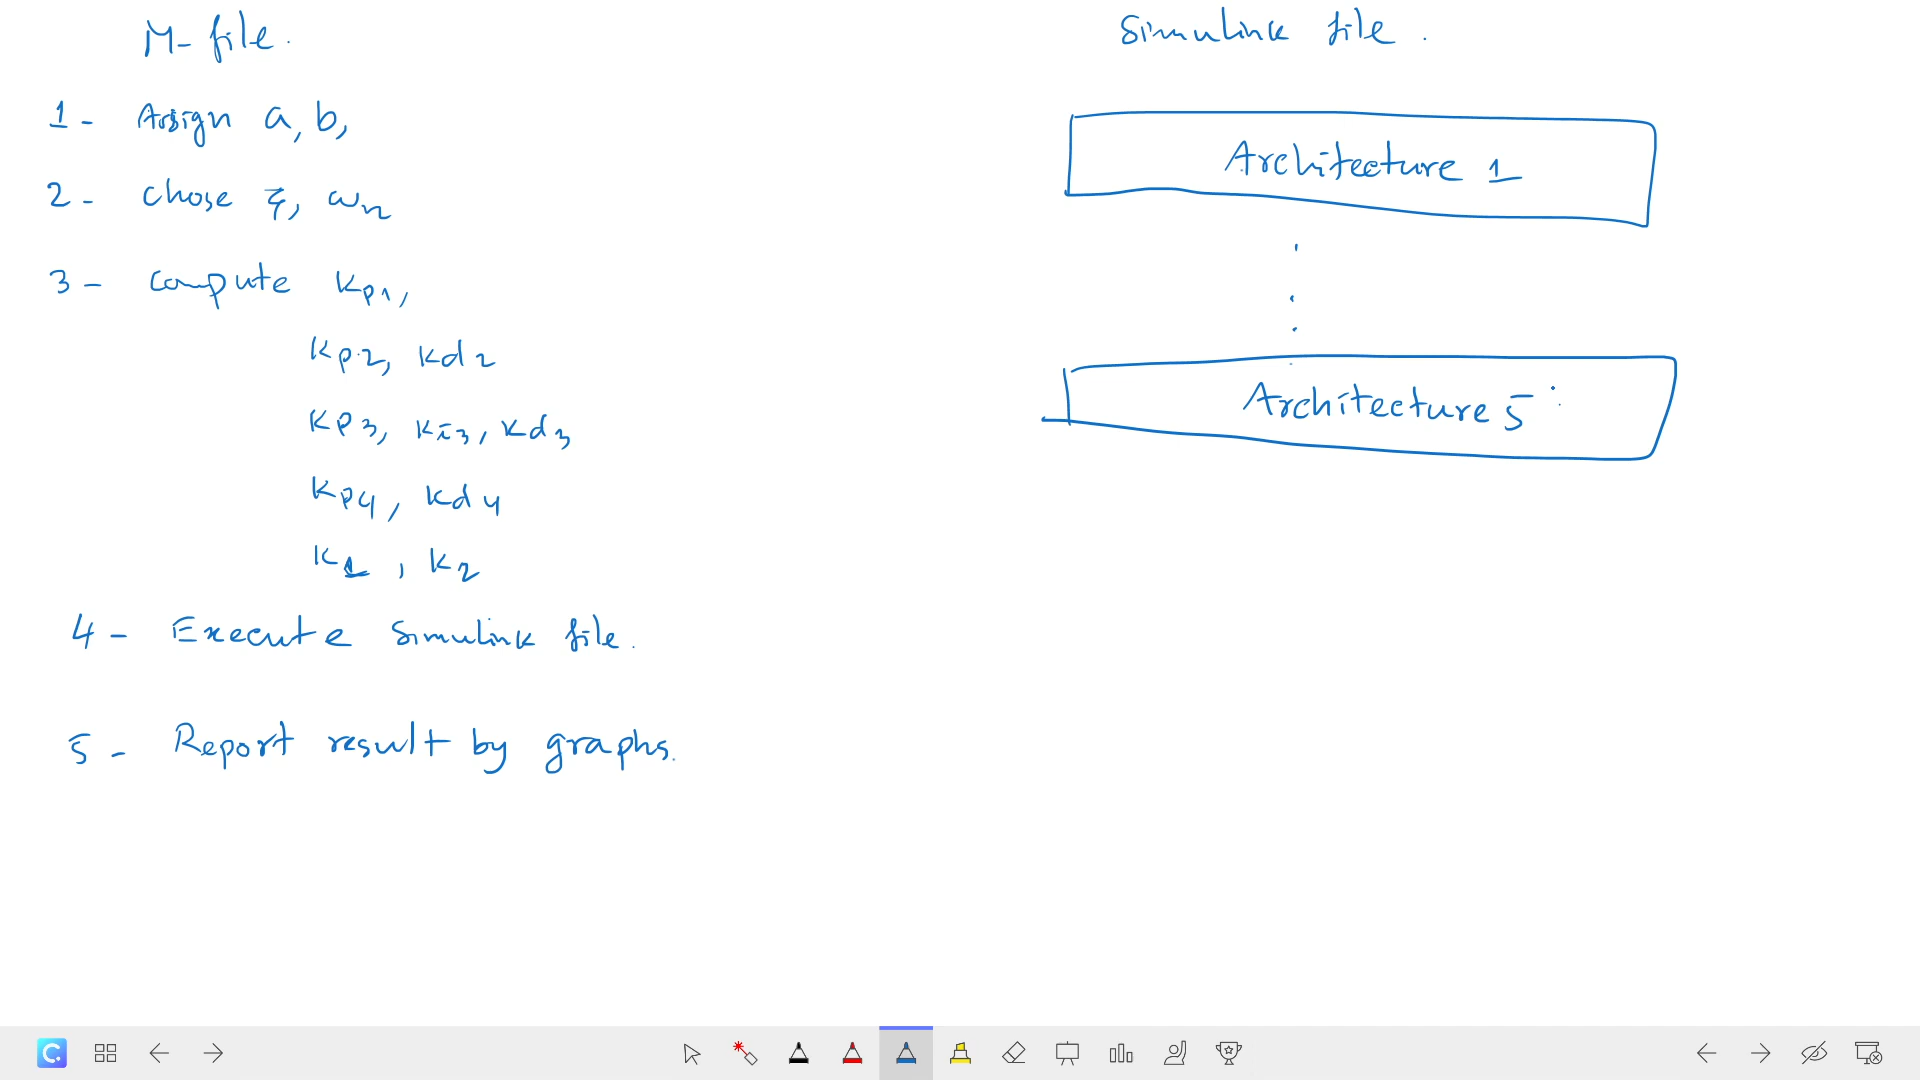 M-file.
1- Assign a, b,
2- chose ξ, ωn
3- compute Kp1,
Kp2, Kd2
Kp3, Ki3, Kd3
Kp4, Kd4
K1, K2
4- Execute Simulink file.
5- Report result by graphs.
Simulink file.
Architecture 1
Architecture 5